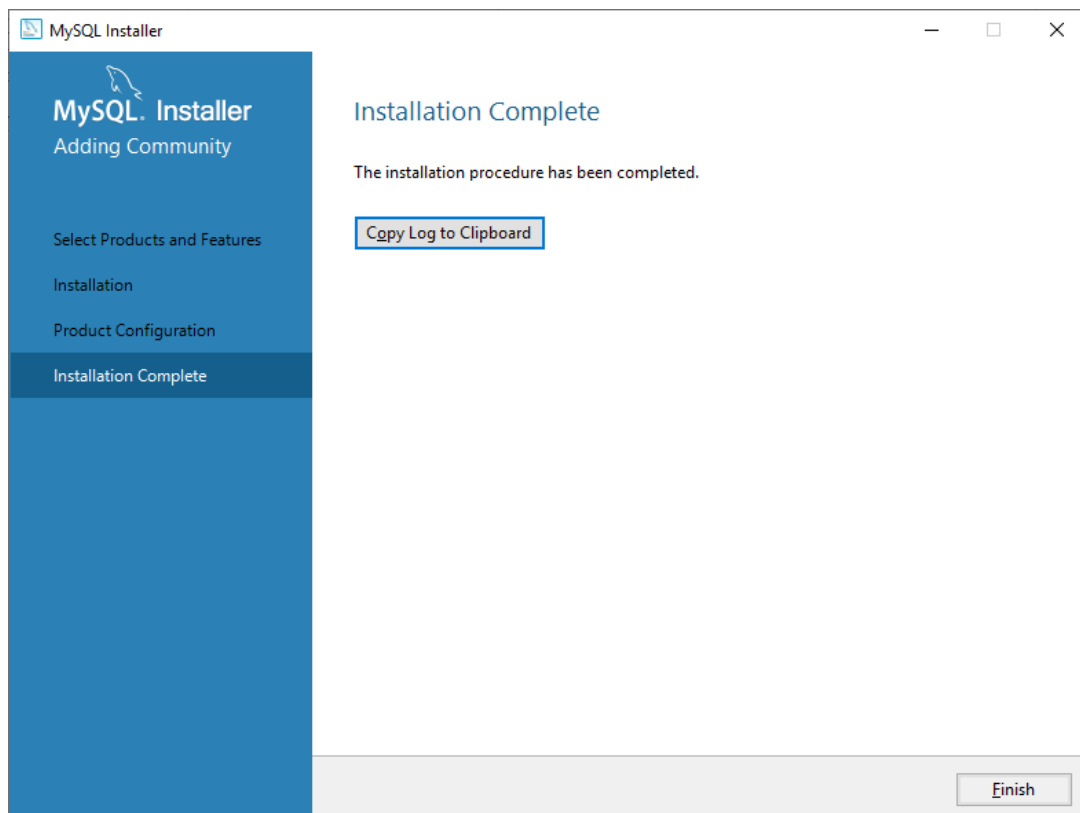 MySQL Installer
MySQL. Installer
Adding Community
Select Products and Features
Installation
Product Configuration
Installation Complete
Installation Complete
The installation procedure has been completed.
Copy Log to Clipboard
Finish